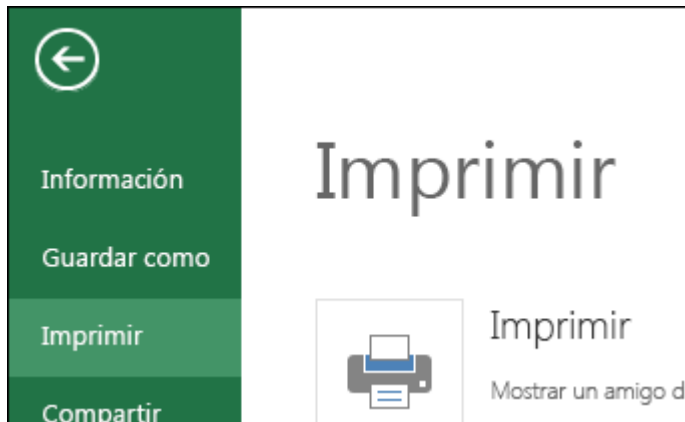 Información
Guardar como
Imprimir
Compartir
Imprimir
Imprimir
Mostrar un amigo d